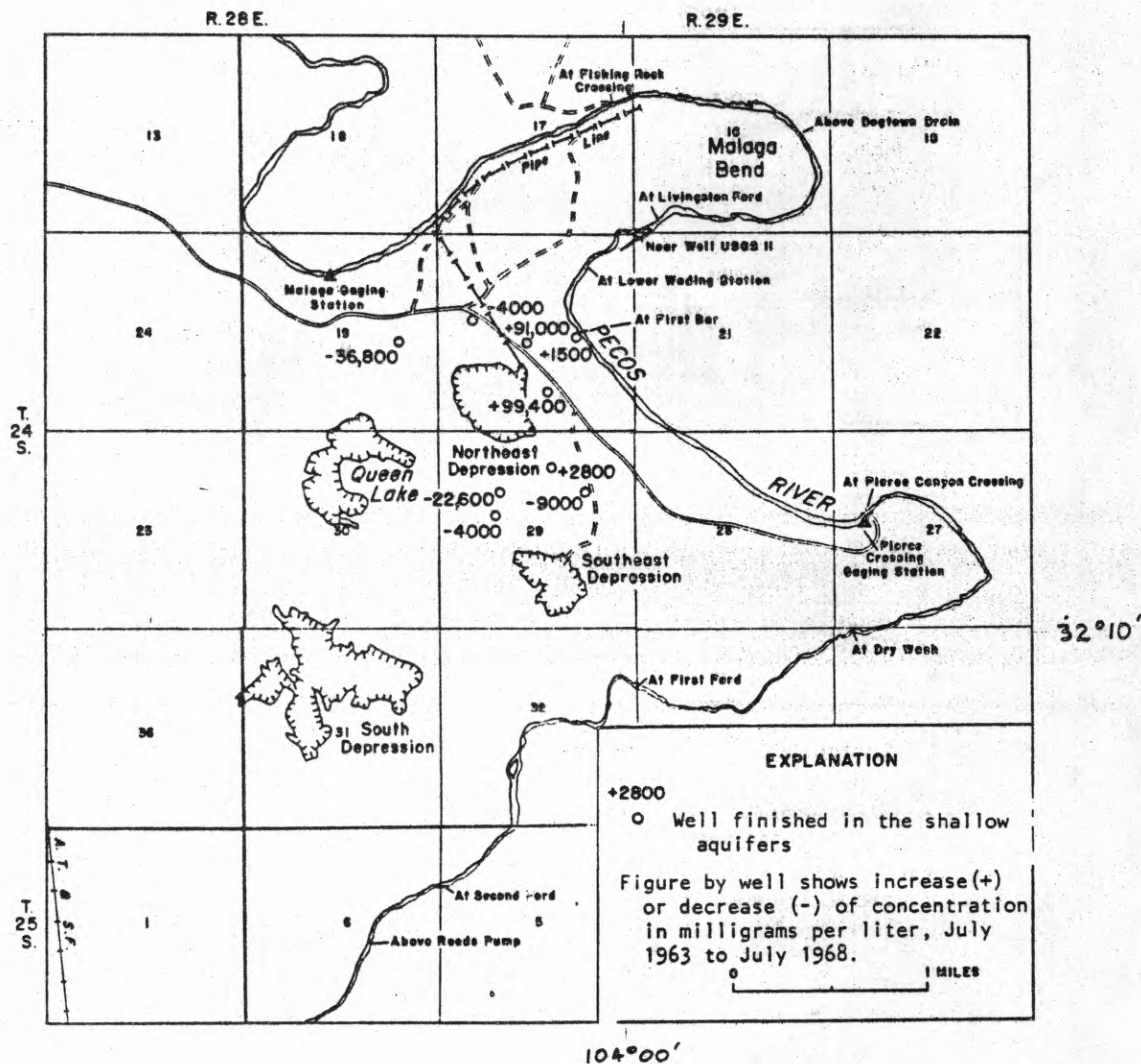 R. 28 E.
R. 29 E.
At Fishing Rock
Crossing
13
18
17
Pipe Line
16
Malaga
Bend
Above Dogtown Drain
At Livingston Ford
Near Well USGS 11
At Lower Wading Station
Malaga Gaging
Station
24
19
-4000
+91,000
At First Bar
21
22
-36,800
+1500
PECOS
+99,400
T.
24
S.
Northeast
Depression
+2800
RIVER
At Pierce Canyon Crossing
Queen
Lake
-22,600
-9000
-4000
25
30
29
28
27
Pierce
Crossing
Gaging Station
Southeast
Depression
32°10'
At Dry Wash
At First Ford
32
36
31
South
Depression
EXPLANATION
+2800
Well finished in the shallow
aquifers
Figure by well shows increase (+)
or decrease (-) of concentration
in milligrams per liter, July
1963 to July 1968.
0
1 MILES
A. T. & S. F.
T.
25
S.
1
6
5
At Second Ford
Above Reeds Pump
104°00'